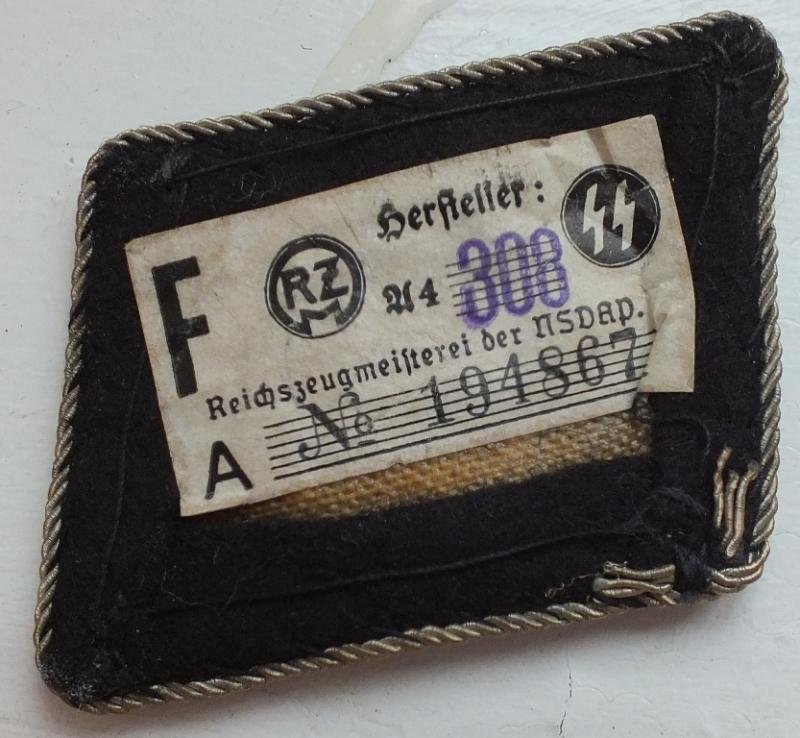 F
RZM
Hersteller:
A4 308
Reichszeugmeisterei der NSDAP.
A № 194867